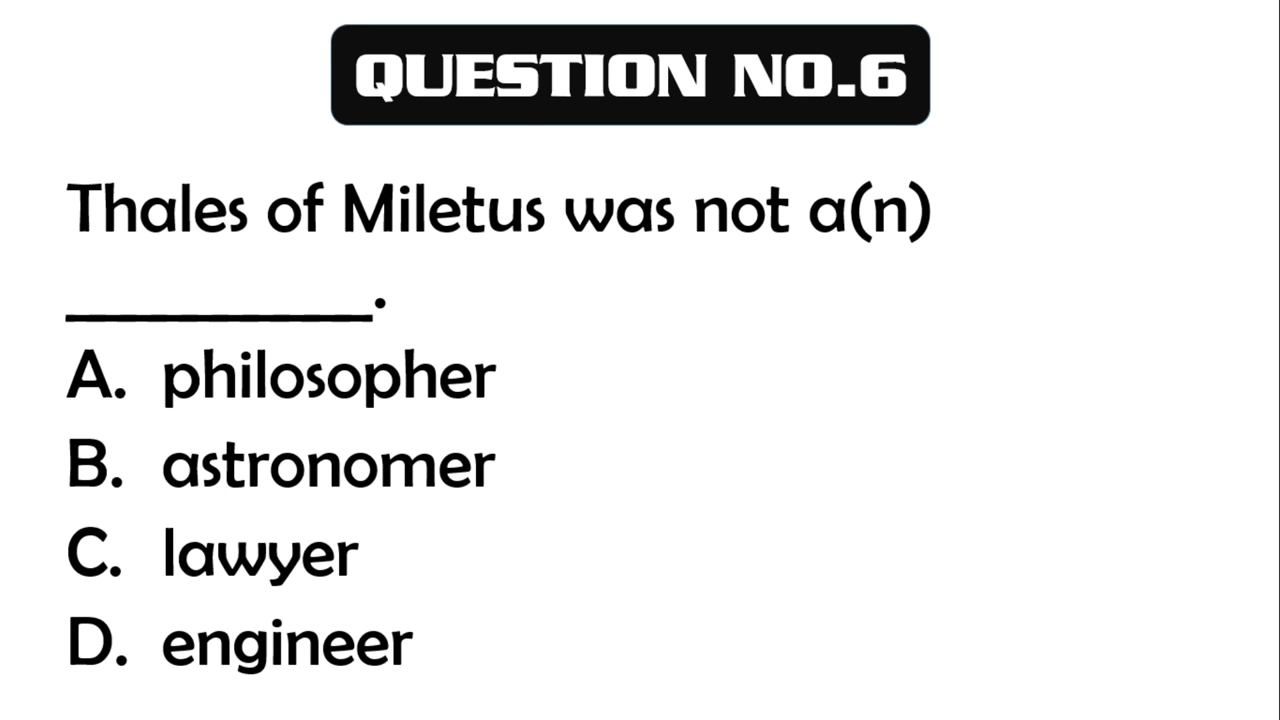 QUESTION NO.6
Thales of Miletus was not a(n)
__________.
A. philosopher
B. astronomer
C. lawyer
D. engineer